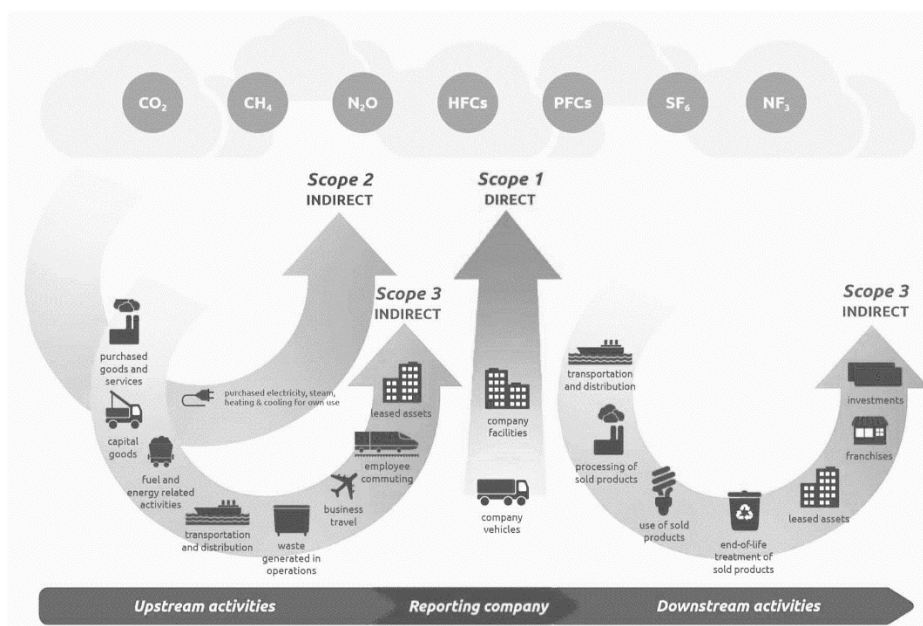 CO₂
CH₄
N₂O
HFCs
PFCs
SF₆
NF₃
Scope 2
INDIRECT
Scope 1
DIRECT
Scope 3
INDIRECT
Scope 3
INDIRECT
purchased
goods and
services
capital
goods
fuel and
energy related
activities
transportation
and distribution
waste
generated in
operations
business
travel
employee
commuting
leased assets
purchased electricity, steam,
heating & cooling for own use
company
facilities
company
vehicles
transportation
and distribution
processing of
sold products
use of sold
products
end-of-life
treatment of
sold products
leased assets
franchises
investments
Upstream activities
Reporting company
Downstream activities